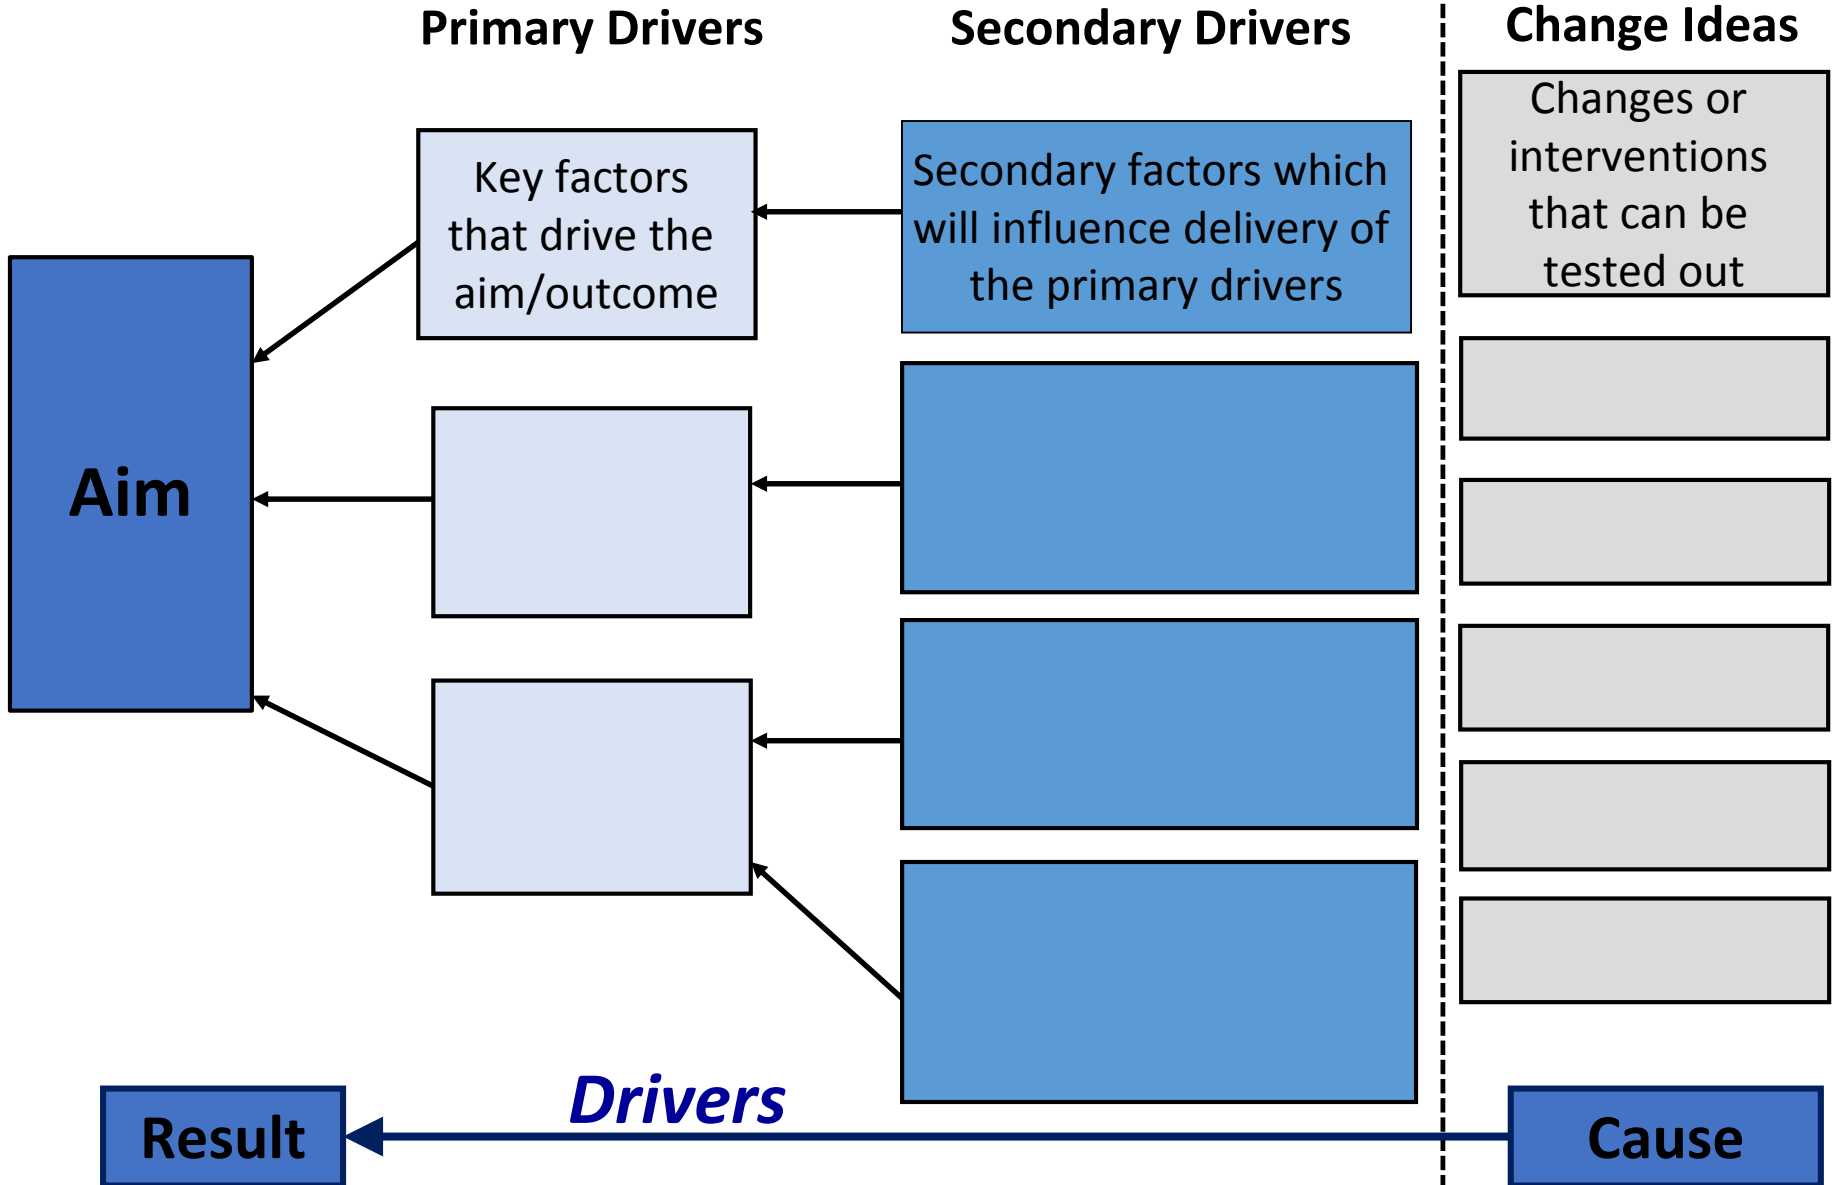 Primary Drivers
Secondary Drivers
Change Ideas
Key factors
that drive the
aim/outcome
Secondary factors which
will influence delivery of
the primary drivers
Changes or
interventions
that can be
tested out
Aim
Drivers
Result
Cause